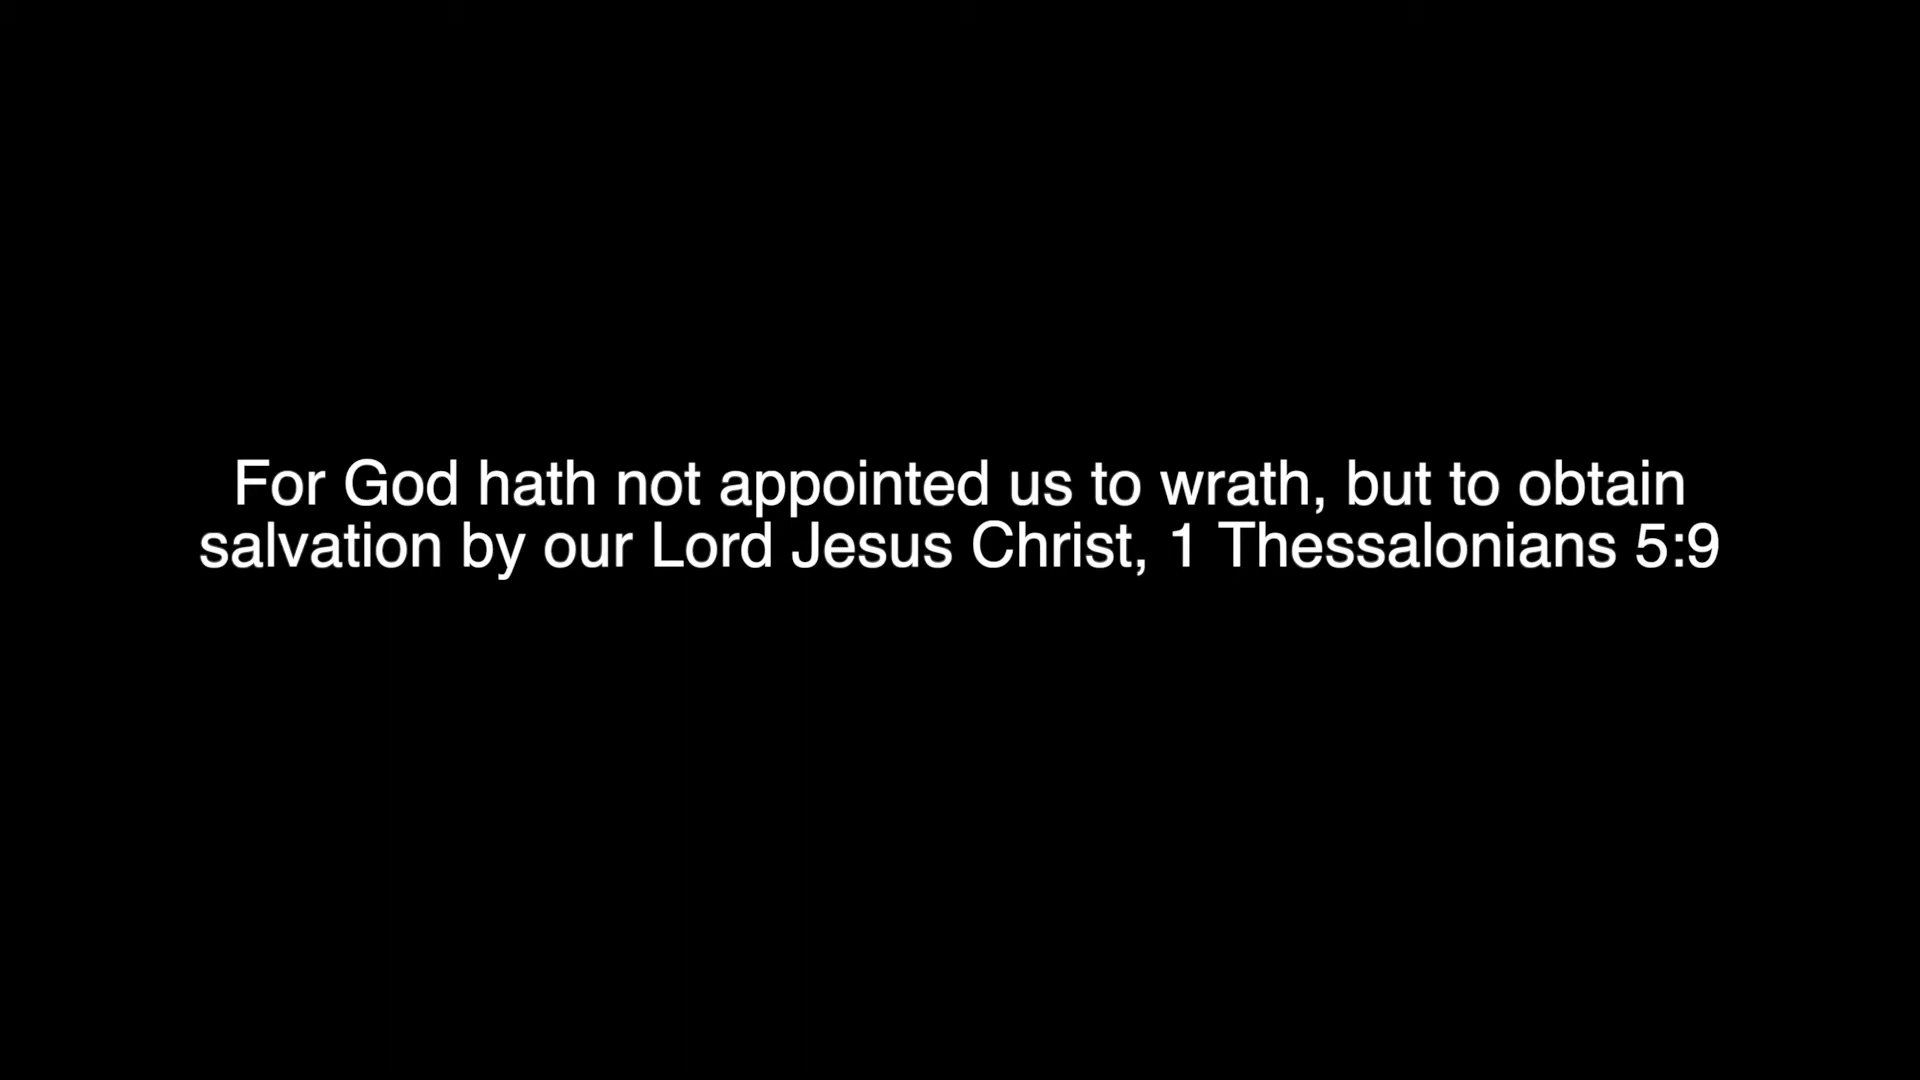 For God hath not appointed us to wrath, but to obtain
salvation by our Lord Jesus Christ, 1 Thessalonians 5:9